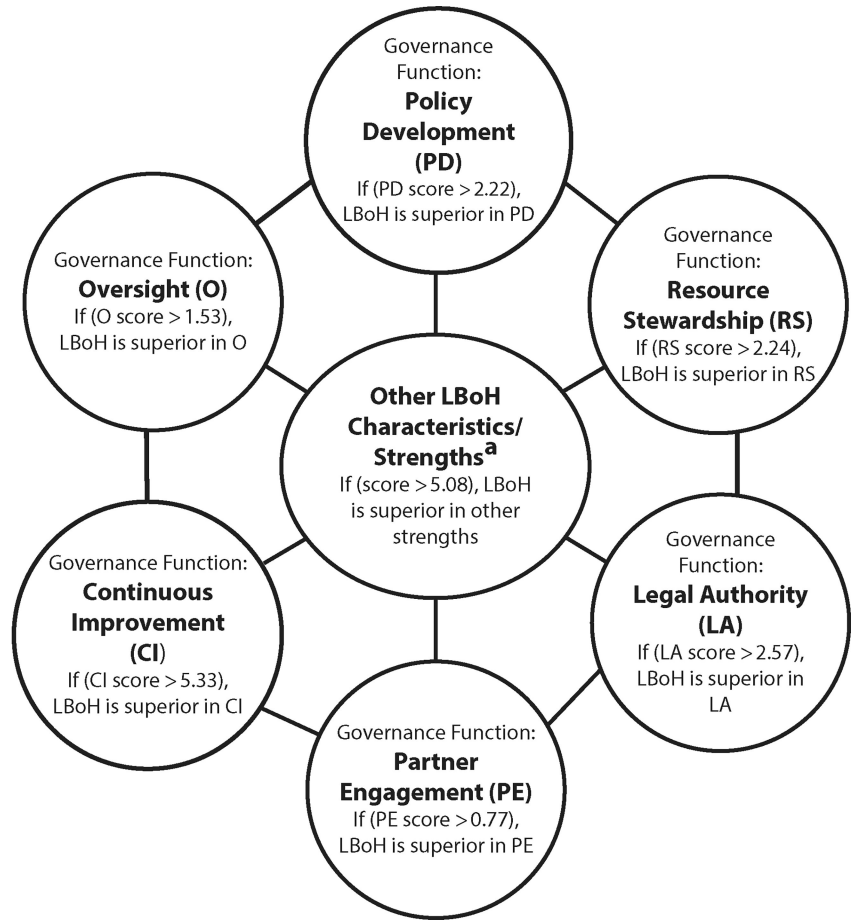 Governance
Function:
Policy
Development
(PD)
If (PD score > 2.22),
LBoH is superior in PD
Governance Function:
Oversight (O)
If (O score > 1.53),
LBoH is superior in O
Governance
Function:
Resource
Stewardship (RS)
If (RS score > 2.24),
LBoH is superior in RS
Other LBoH
Characteristics/
Strengthsa
If (score > 5.08), LBoH
is superior in other
strengths
Governance Function:
Continuous
Improvement
(CI)
If (CI score > 5.33),
LBoH is superior in CI
Governance
Function:
Legal Authority
(LA)
If (LA score > 2.57),
LBoH is superior in
LA
Governance Function:
Partner
Engagement (PE)
If (PE score > 0.77),
LBoH is superior in PE